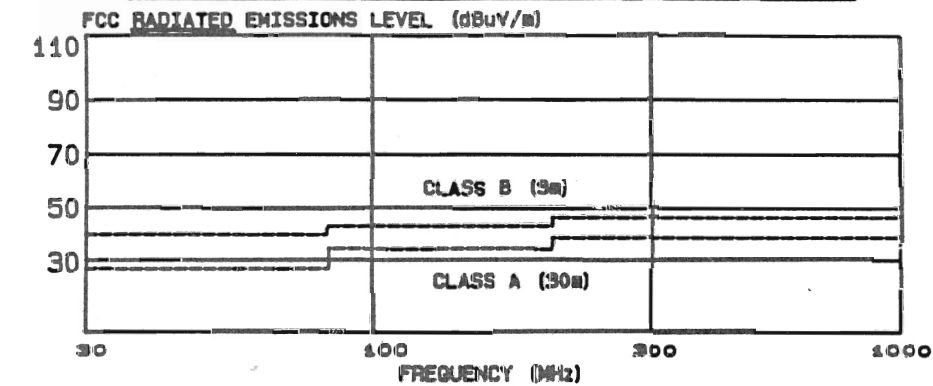 FCC RADIATED EMISSIONS LEVEL (dBuV/m)
110
90
70
CLASS B (3m)
50
30
CLASS A (30m)
30 100 300 1000
FREQUENCY (MHz)